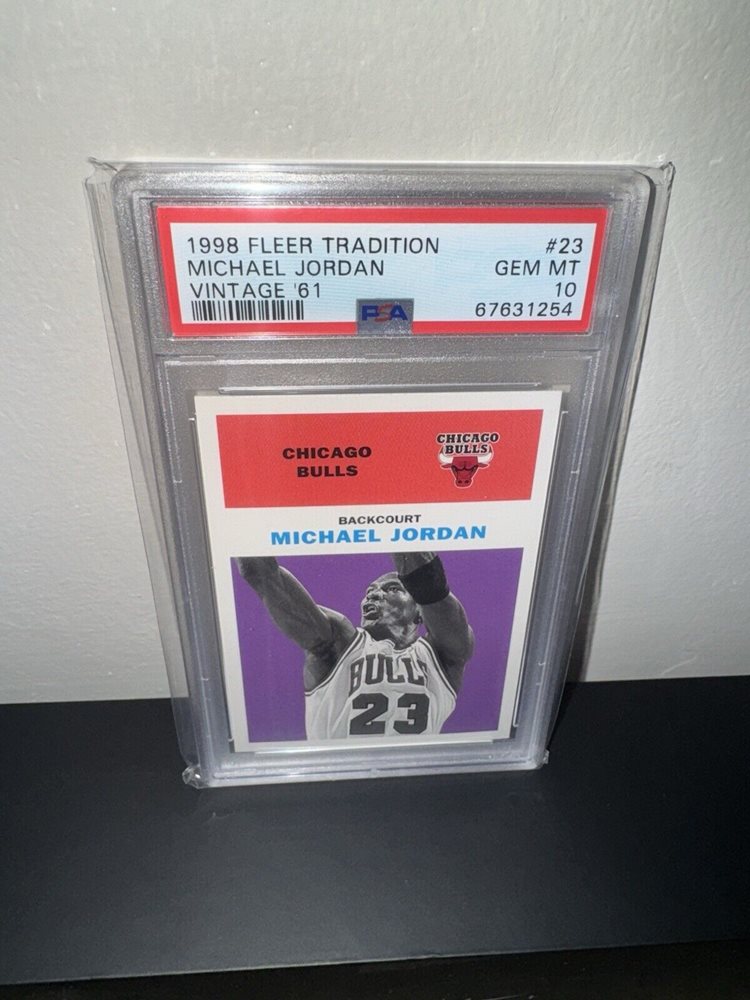 1998 FLEER TRADITION #23
MICHAEL JORDAN GEM MT
VINTAGE '61 10
PSA 67631254
CHICAGO
BULLS
CHICAGO
BULLS
BACKCOURT
MICHAEL JORDAN
BULLS
23